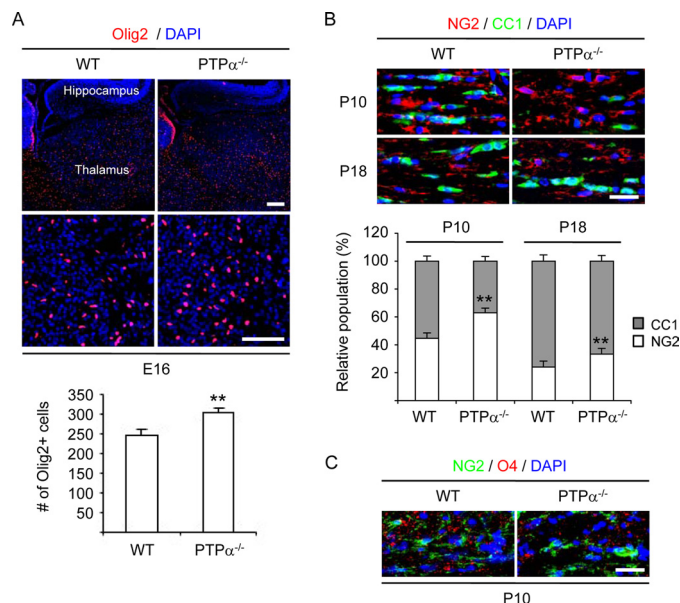 A
Olig2 / DAPI
WT PTPα-/-
Hippocampus
Thalamus
E16
# of Olig2+ cells
350
300
250
200
150
100
50
**
WT PTPα-/-
B
NG2 / CC1
WT PTPα-/-
P10
P18
Relative population (%)
P10 P18
120
100
80
60
40
20
** **
CC1
NG2
WT PTPα-/- WT PTPα-/-
C
NG2 / O4 / DAPI
WT PTPα-/-
P10